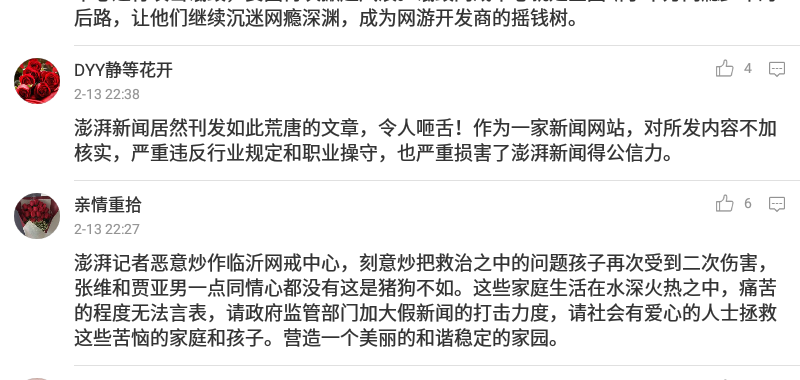 后路，让他们继续沉迷网瘾深渊，成为网游开发商的摇钱树。
DYY静等花开
4
2-13 22:38
澎湃新闻居然刊发如此荒唐的文章，令人咂舌！作为一家新闻网站，对所发内容不加
核实，严重违反行业规定和职业操守，也严重损害了澎湃新闻得公信力。
亲情重拾
6
2-13 22:27
澎湃记者恶意炒作临沂网戒中心，刻意炒把救治之中的问题孩子再次受到二次伤害，
张维和贾亚男一点同情心都没有这是猪狗不如。这些家庭生活在水深火热之中，痛苦
的程度无法言表，请政府监管部门加大假新闻的打击力度，请社会有爱心的人士拯救
这些苦恼的家庭和孩子。营造一个美丽的和谐稳定的家园。